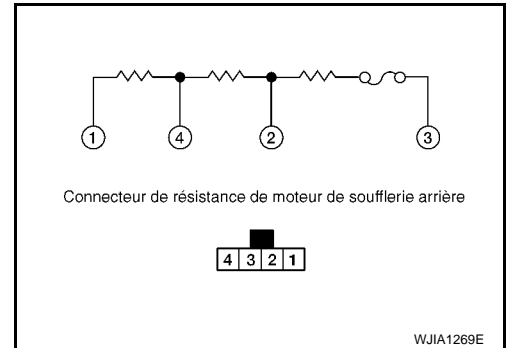 1 4 2 3
Connecteur de résistance de moteur de soufflerie arrière
4 3 2 1
WJIA1269E